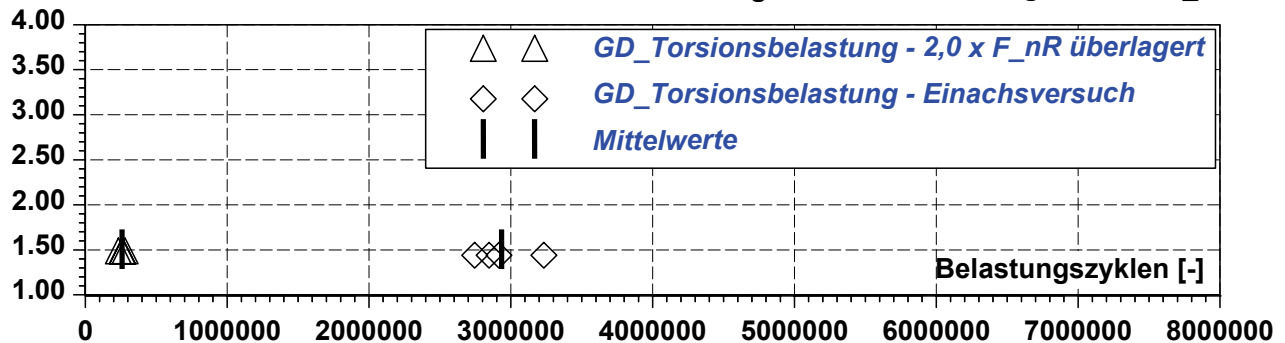 4.00
3.50
3.00
2.50
2.00
1.50
1.00
GD_Torsionsbelastung - 2,0 x F_nR überlagert
GD_Torsionsbelastung - Einachsversuch
Mittelwerte
Belastungszyklen [-]
0 1000000 2000000 3000000 4000000 5000000 6000000 7000000 8000000